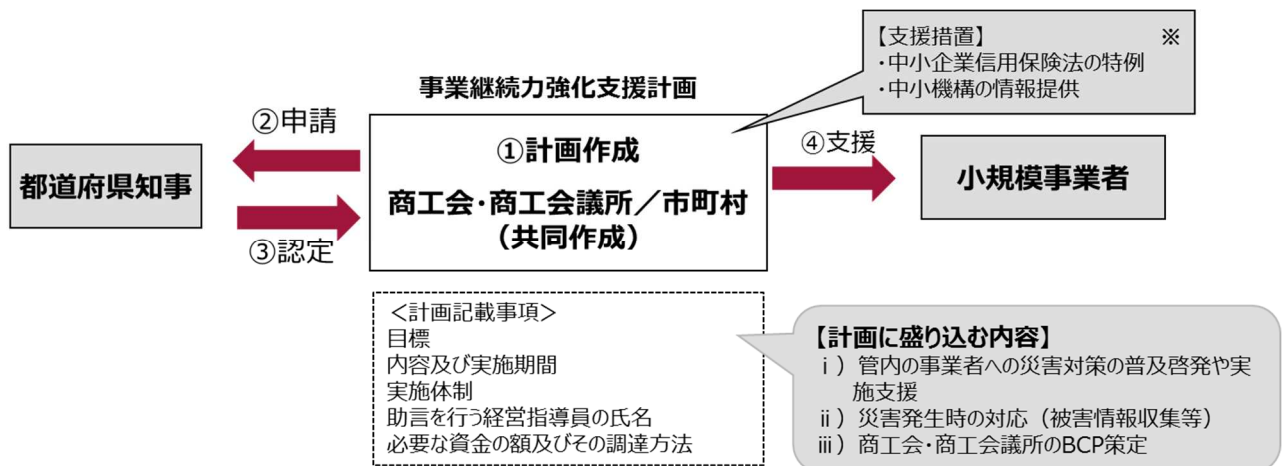 【支援措置】 ※
・中小企業信用保険法の特例
・中小機構の情報提供
事業継続力強化支援計画
②申請
①計画作成
④支援
都道府県知事
商工会・商工会議所／市町村
（共同作成）
小規模事業者
③認定
＜計画記載事項＞
目標
内容及び実施期間
実施体制
助言を行う経営指導員の氏名
必要な資金の額及びその調達方法
【計画に盛り込む内容】
ⅰ）管内の事業者への災害対策の普及啓発や実
施支援
ⅱ）災害発生時の対応（被害情報収集等）
ⅲ）商工会・商工会議所のBCP策定